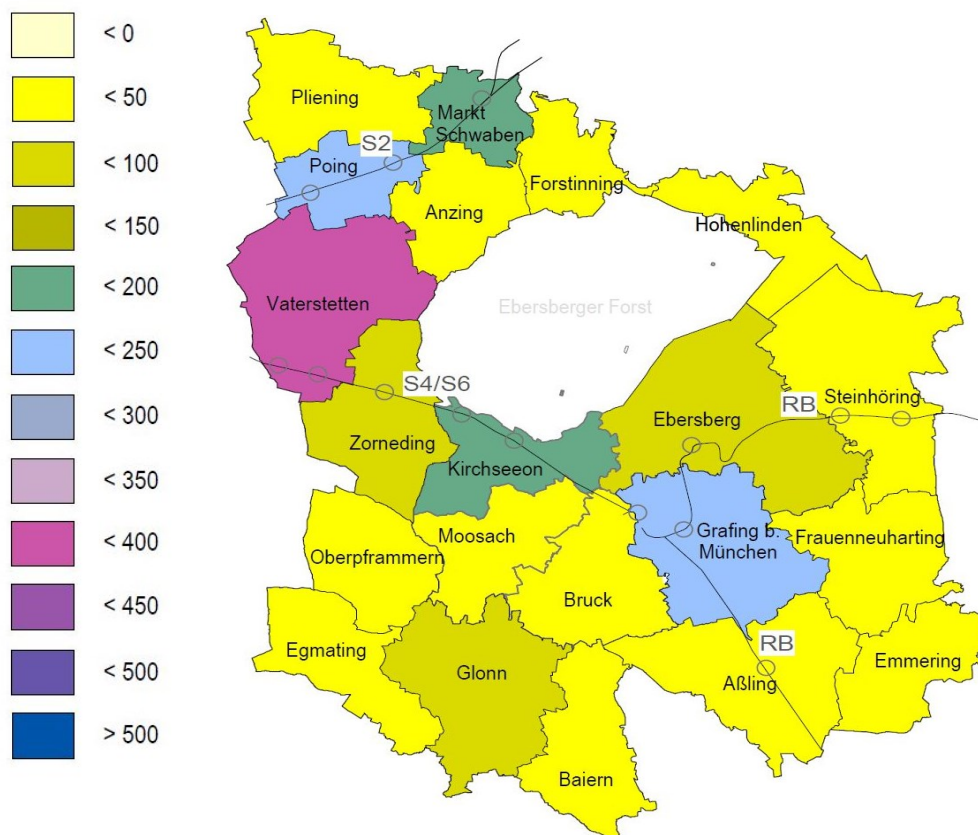 < 0
< 50
< 100
< 150
< 200
< 250
< 300
< 350
< 400
< 450
< 500
> 500
Pliening
Markt
Schwaben
S2
Poing
Forstinning
Anzing
Hohenlinden
Vaterstetten
Ebersberger Forst
S4/S6
Steinhöring
RB
Ebersberg
Zorneding
Kirchseeon
Grafing b.
München
Moosach
Frauenneuharting
Oberpframmern
Bruck
Egmating
RB
Emmering
Glonn
Aßling
Baiern